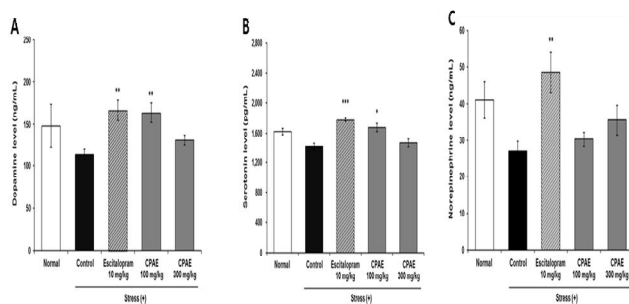 A
Dopamine level (ng/mL)
250
200
150
100
50
0
**
**
Normal
Control
Escitalopram
10 mg/kg
CPAE
100 mg/kg
CPAE
300 mg/kg
Stress (+)
B
Serotonin level (pg/mL)
2,800
2,400
2,000
1,600
1,200
800
400
0
***
*
Normal
Control
Escitalopram
10 mg/kg
CPAE
100 mg/kg
CPAE
300 mg/kg
Stress (+)
C
Norepinephrine level (ng/mL)
60
50
40
30
20
10
0
**
Normal
Control
Escitalopram
10 mg/kg
CPAE
100 mg/kg
CPAE
300 mg/kg
Stress (+)